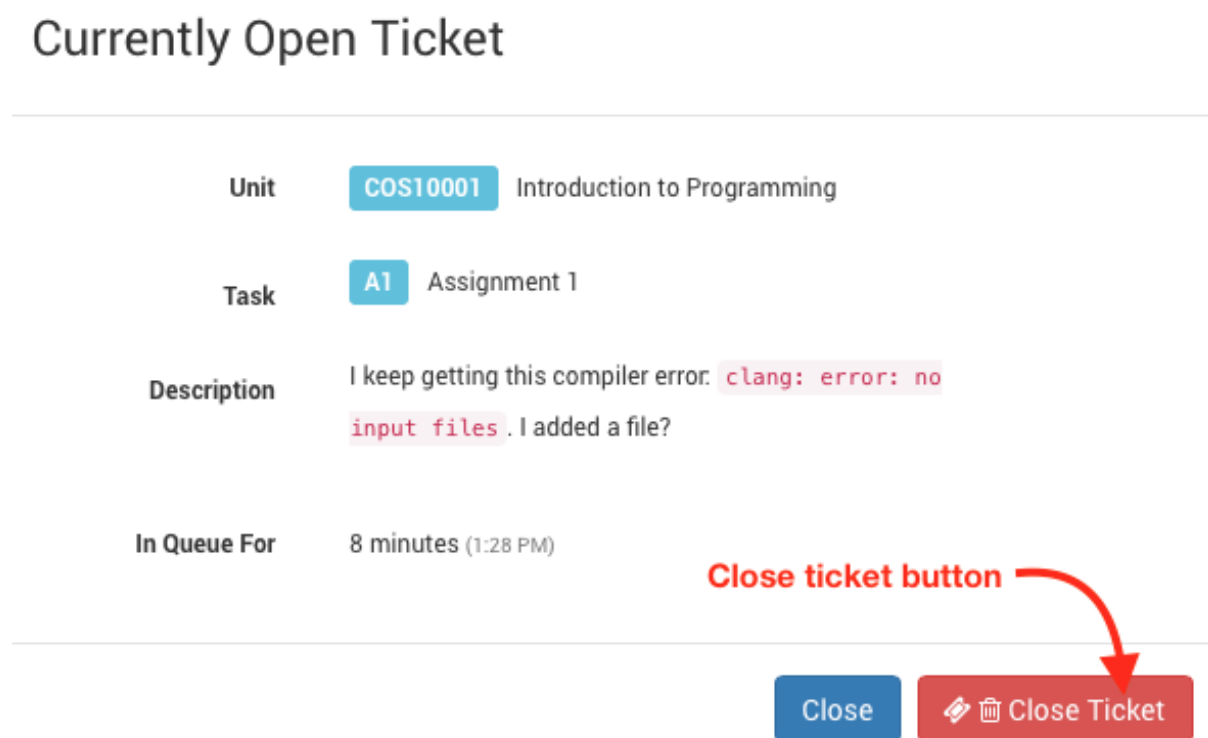 Currently Open Ticket
Unit COS10001 Introduction to Programming
Task A1 Assignment 1
Description I keep getting this compiler error: clang: error: no
input files . I added a file?
In Queue For 8 minutes (1:28 PM)
Close ticket button
Close Close Ticket